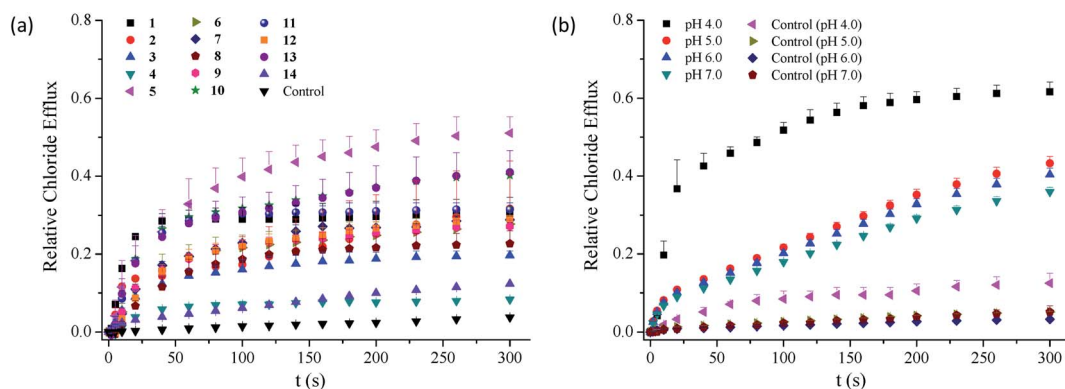 (a)
0.8
0.6
0.4
0.2
0.0
Relative Chloride Efflux
1 6 11
2 7 12
3 8 13
4 9 14
5 10 Control
0 50 100 150 200 250 300
t (s)
(b)
0.8
0.6
0.4
0.2
0.0
Relative Chloride Efflux
pH 4.0 Control (pH 4.0)
pH 5.0 Control (pH 5.0)
pH 6.0 Control (pH 6.0)
pH 7.0 Control (pH 7.0)
0 50 100 150 200 250 300
t (s)